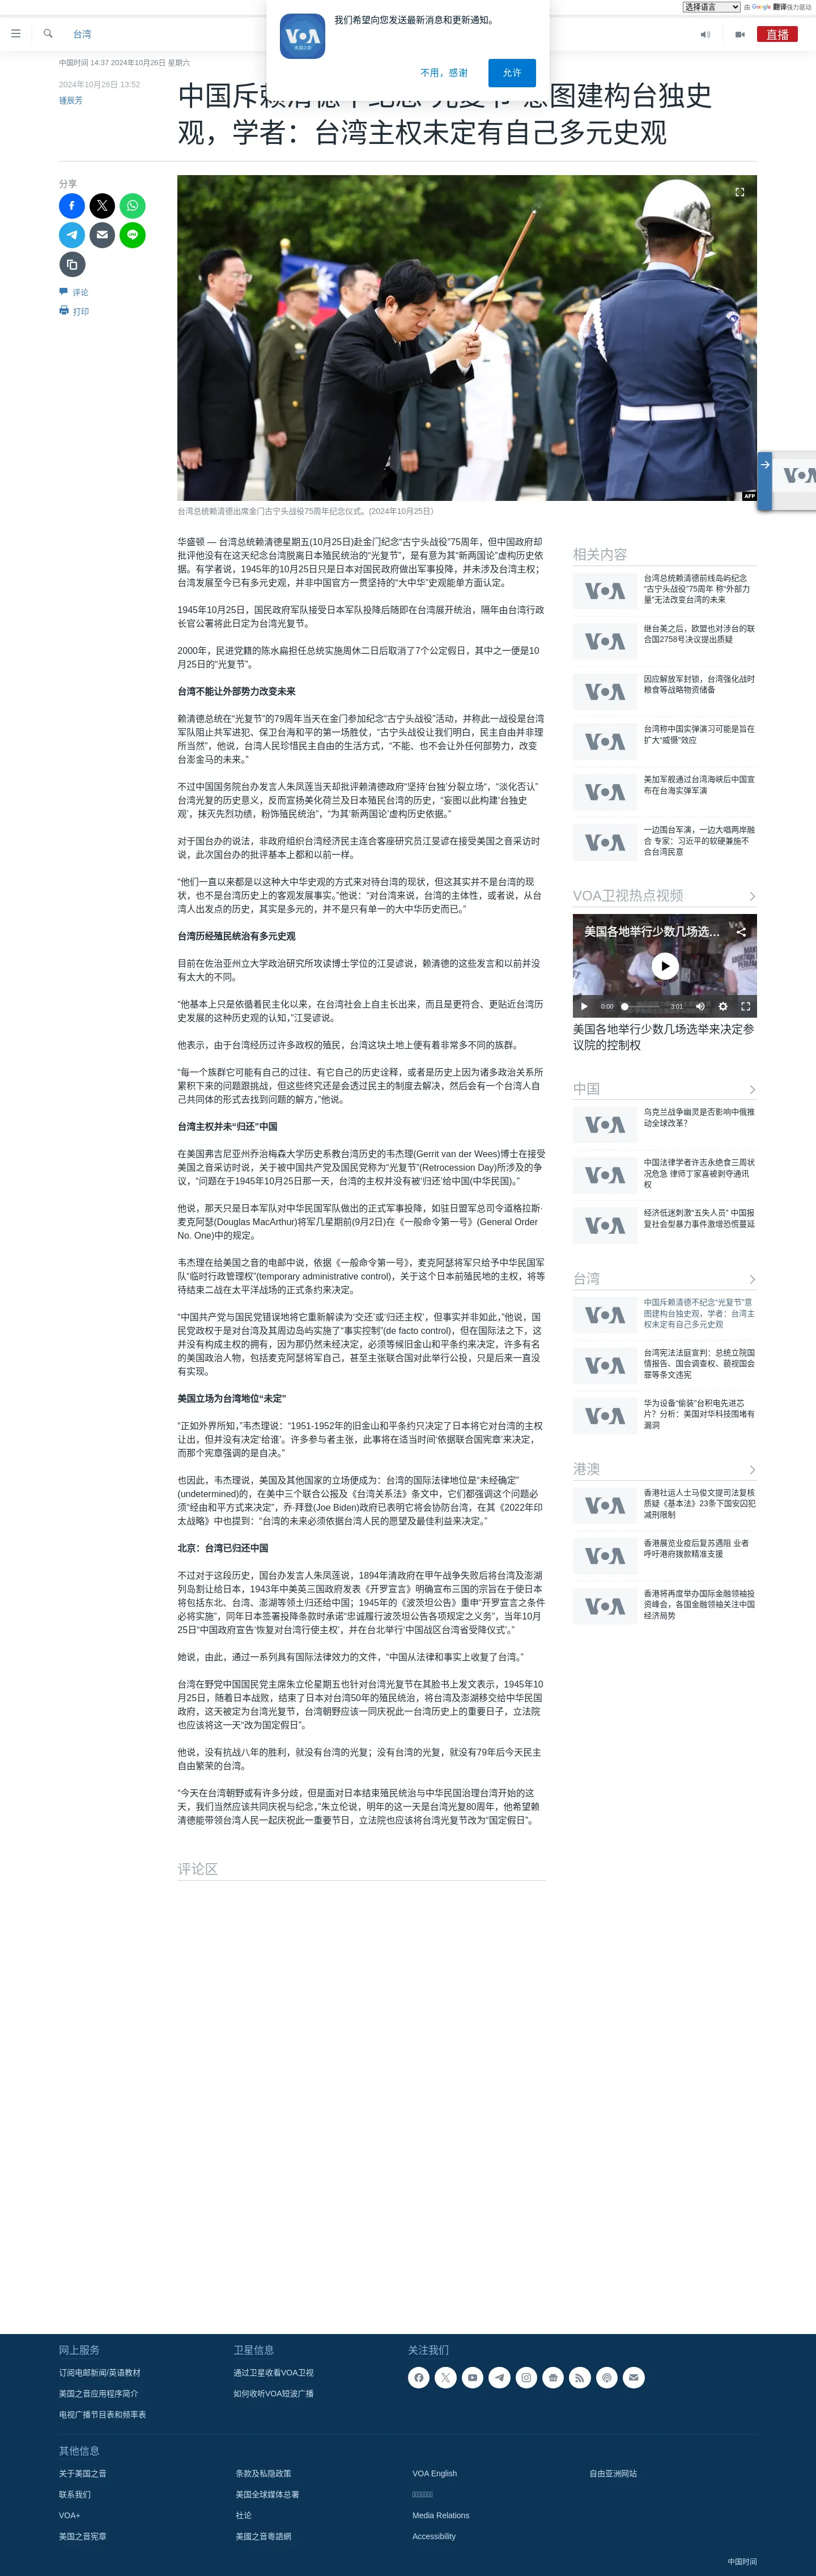 选择语言 由 Google 翻译强力驱动
我们希望向您发送最新消息和更新通知。
不用，感谢
允许
VOA
美国之音
台湾
直播
中国时间 14:37 2024年10月26日 星期六
2024年10月26日 13:52
锺辰芳
中国斥赖清德不纪念“光复节”意图建构台独史
观，学者：台湾主权未定有自己多元史观
分享
评论
打印
AFP
台湾总统赖清德出席金门古宁头战役75周年纪念仪式。(2024年10月25日)
华盛顿 — 台湾总统赖清德星期五(10月25日)赴金门纪念“古宁头战役”75周年，但中国政府却
批评他没有在这天纪念台湾脱离日本殖民统治的“光复节”，是有意为其“新两国论”虚构历史依
据。有学者说，1945年的10月25日只是日本对国民政府做出军事投降，并未涉及台湾主权；
台湾发展至今已有多元史观，并非中国官方一贯坚持的“大中华”史观能单方面认定。
1945年10月25日，国民政府军队接受日本军队投降后随即在台湾展开统治，隔年由台湾行政
长官公署将此日定为台湾光复节。
2000年，民进党籍的陈水扁担任总统实施周休二日后取消了7个公定假日，其中之一便是10
月25日的“光复节”。
台湾不能让外部势力改变未来
赖清德总统在“光复节”的79周年当天在金门参加纪念“古宁头战役”活动，并称此一战役是台湾
军队阻止共军进犯、保卫台海和平的第一场胜仗，“古宁头战役让我们明白，民主自由并非理
所当然”，他说，台湾人民珍惜民主自由的生活方式，“不能、也不会让外任何部势力，改变
台澎金马的未来。”
不过中国国务院台办发言人朱凤莲当天却批评赖清德政府“坚持‘台独’分裂立场”，“淡化否认”
台湾光复的历史意义，反而宣扬美化荷兰及日本殖民台湾的历史，“妄图以此构建‘台独史
观’，抹灭先烈功绩，粉饰殖民统治”，“为其‘新两国论’虚构历史依据。”
对于国台办的说法，非政府组织台湾经济民主连合客座研究员江旻谚在接受美国之音采访时
说，此次国台办的批评基本上都和以前一样。
“他们一直以来都是以这种大中华史观的方式来对待台湾的现状，但这其实并不是台湾的现
状，也不是台湾历史上的客观发展事实。”他说：“对台湾来说，台湾的主体性，或者说，从台
湾人出发点的历史，其实是多元的，并不是只有单一的大中华历史而已。”
台湾历经殖民统治有多元史观
目前在佐治亚州立大学政治研究所攻读博士学位的江旻谚说，赖清德的这些发言和以前并没
有太大的不同。
“他基本上只是依循着民主化以来，在台湾社会上自主长出来，而且是更符合、更贴近台湾历
史发展的这种历史观的认知，”江旻谚说。
他表示，由于台湾经历过许多政权的殖民，台湾这块土地上便有着非常多不同的族群。
“每一个族群它可能有自己的过往、有它自己的历史诠释，或者是历史上因为诸多政治关系所
累积下来的问题跟挑战，但这些终究还是会透过民主的制度去解决，然后会有一个台湾人自
己共同体的形式去找到问题的解方，”他说。
台湾主权并未“归还”中国
在美国弗吉尼亚州乔治梅森大学历史系教台湾历史的韦杰理(Gerrit van der Wees)博士在接受
美国之音采访时说，关于被中国共产党及国民党称为“光复节”(Retrocession Day)所涉及的争
议，“问题在于1945年10月25日那一天，台湾的主权并没有被‘归还’给中国(中华民国)。”
他说，那天只是日本军队对中华民国军队做出的正式军事投降，如驻日盟军总司令道格拉斯·
麦克阿瑟(Douglas MacArthur)将军几星期前(9月2日)在《一般命令第一号》(General Order
No. One)中的规定。
韦杰理在给美国之音的电邮中说，依据《一般命令第一号》，麦克阿瑟将军只给予中华民国军
队“临时行政管理权”(temporary administrative control)，关于这个日本前殖民地的主权，将等
待结束二战在太平洋战场的正式条约来决定。
“中国共产党与国民党错误地将它重新解读为‘交还’或‘归还主权’，但事实并非如此，”他说，国
民党政权于是对台湾及其周边岛屿实施了“事实控制”(de facto control)，但在国际法之下，这
并没有构成主权的拥有，因为那仍然未经决定，必须等候旧金山和平条约来决定，许多有名
的美国政治人物，包括麦克阿瑟将军自己，甚至主张联合国对此举行公投，只是后来一直没
有实现。
美国立场为台湾地位“未定”
“正如外界所知，”韦杰理说：“1951-1952年的旧金山和平条约只决定了日本将它对台湾的主权
让出，但并没有决定‘给谁’。许多参与者主张，此事将在适当时间‘依据联合国宪章’来决定，
而那个宪章强调的是自决。”
也因此，韦杰理说，美国及其他国家的立场便成为：台湾的国际法律地位是“未经确定”
(undetermined)的，在美中三个联合公报及《台湾关系法》条文中，它们都强调这个问题必
须“经由和平方式来决定”，乔·拜登(Joe Biden)政府已表明它将会协防台湾，在其《2022年印
太战略》中也提到：“台湾的未来必须依据台湾人民的愿望及最佳利益来决定。”
北京：台湾已归还中国
不过对于这段历史，国台办发言人朱凤莲说，1894年清政府在甲午战争失败后将台湾及澎湖
列岛割让给日本，1943年中美英三国政府发表《开罗宣言》明确宣布三国的宗旨在于使日本
将包括东北、台湾、澎湖等领土归还给中国；1945年的《波茨坦公告》重申“开罗宣言之条件
必将实施”，同年日本签署投降条款时承诺“忠诚履行波茨坦公告各项规定之义务”，当年10月
25日“中国政府宣告‘恢复对台湾行使主权’，并在台北举行‘中国战区台湾省受降仪式’。”
她说，由此，通过一系列具有国际法律效力的文件，“中国从法律和事实上收复了台湾。”
台湾在野党中国国民党主席朱立伦星期五也针对台湾光复节在其脸书上发文表示，1945年10
月25日，随着日本战败，结束了日本对台湾50年的殖民统治，将台湾及澎湖移交给中华民国
政府，这天被定为台湾光复节，台湾朝野应该一同庆祝此一台湾历史上的重要日子，立法院
也应该将这一天“改为国定假日”。
他说，没有抗战八年的胜利，就没有台湾的光复；没有台湾的光复，就没有79年后今天民主
自由繁荣的台湾。
“今天在台湾朝野或有许多分歧，但是面对日本结束殖民统治与中华民国治理台湾开始的这
天，我们当然应该共同庆祝与纪念，”朱立伦说，明年的这一天是台湾光复80周年，他希望赖
清德能带领台湾人民一起庆祝此一重要节日，立法院也应该将台湾光复节改为“国定假日”。
评论区
相关内容
台湾总统赖清德前线岛屿纪念
“古宁头战役”75周年 称“外部力
量”无法改变台湾的未来
继台美之后，欧盟也对涉台的联
合国2758号决议提出质疑
因应解放军封锁，台湾强化战时
粮食等战略物资储备
台湾称中国实弹演习可能是旨在
扩大“威慑”效应
美加军舰通过台湾海峡后中国宣
布在台海实弹军演
一边围台军演，一边大唱两岸融
合 专家：习近平的软硬兼施不
合台湾民意
VOA卫视热点视频
美国各地举行少数几场选...
0:00
3:01
美国各地举行少数几场选举来决定参
议院的控制权
中国
乌克兰战争幽灵是否影响中俄推
动全球改革？
中国法律学者许志永绝食三周状
况危急 律师丁家喜被剥夺通讯
权
经济低迷刺激“五失人员” 中国报
复社会型暴力事件激增恐慌蔓延
台湾
中国斥赖清德不纪念“光复节”意
图建构台独史观，学者：台湾主
权未定有自己多元史观
台湾宪法法庭宣判：总统立院国
情报告、国会调查权、藐视国会
罪等条文违宪
华为设备“偷装”台积电先进芯
片？分析：美国对华科技围堵有
漏洞
港澳
香港社运人士马俊文提司法复核
质疑《基本法》23条下国安囚犯
减刑限制
香港展览业疫后复苏遇阻 业者
呼吁港府拨款精准支援
香港将再度举办国际金融领袖投
资峰会，各国金融领袖关注中国
经济局势
网上服务
订阅电邮新闻/英语教材
美国之音应用程序简介
电视广播节目表和频率表
卫星信息
通过卫星收看VOA卫视
如何收听VOA短波广播
关注我们
其他信息
关于美国之音
联系我们
VOA+
美国之音宪章
条款及私隐政策
美国全球媒体总署
社论
美國之音粵語網
VOA English
Media Relations
Accessibility
自由亚洲网站
中国时间